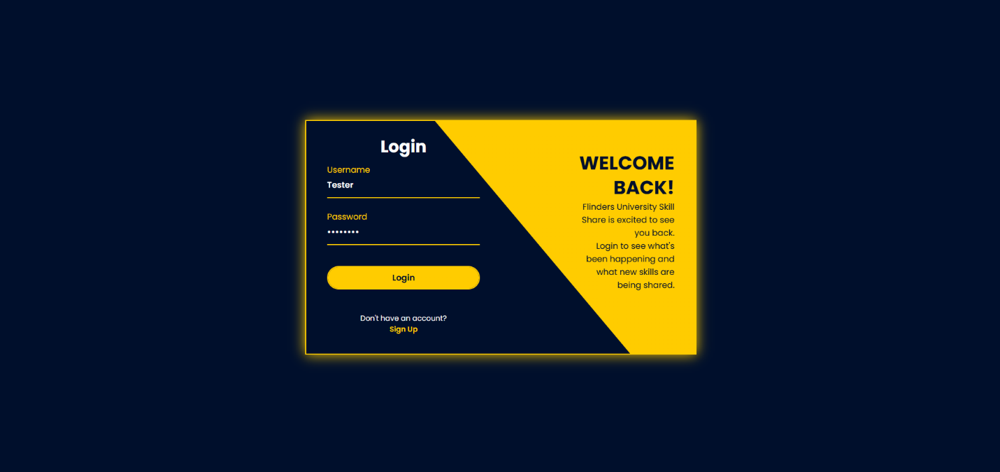 Login
Username
Tester
Password
••••••••
Login
Don't have an account?
Sign Up
WELCOME
BACK!
Flinders University Skill
Share is excited to see
you back.
Login to see what's
been happening and
what new skills are
being shared.